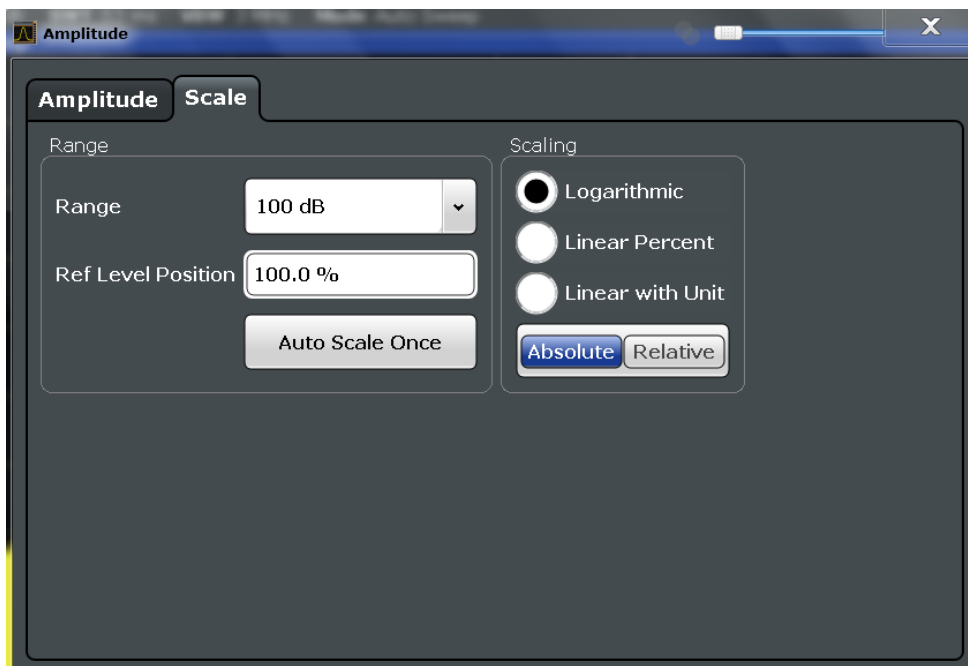 Amplitude
X
Amplitude Scale
Range
Range 100 dB
Ref Level Position 100.0 %
Auto Scale Once
Scaling
Logarithmic
Linear Percent
Linear with Unit
Absolute Relative